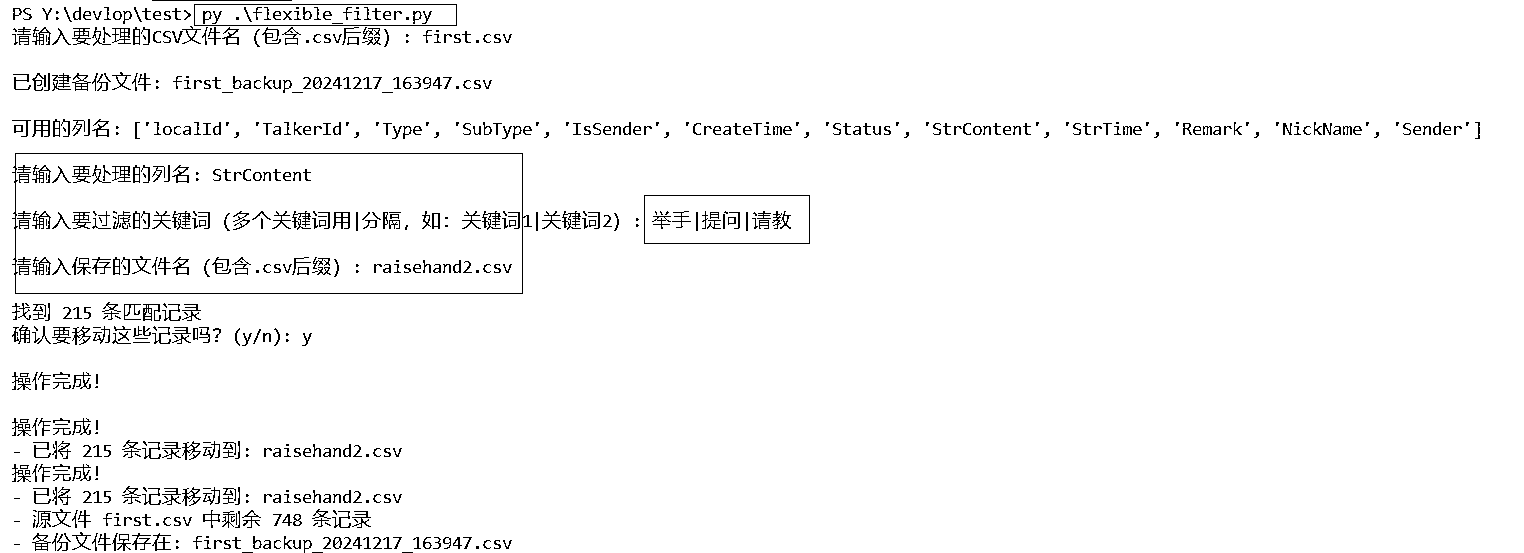 PS Y:\devlop\test> py .\flexible_filter.py
请输入要处理的CSV文件名 (包含.csv后缀) : first.csv
已创建备份文件: first_backup_20241217_163947.csv
可用的列名: ['localId', 'TalkerId', 'Type', 'SubType', 'IsSender', 'CreateTime', 'Status', 'StrContent', 'StrTime', 'Remark', 'NickName', 'Sender']
请输入要处理的列名: StrContent
请输入要过滤的关键词 (多个关键词用|分隔, 如: 关键词1|关键词2) : 举手|提问|请教
请输入保存的文件名 (包含.csv后缀) : raisehand2.csv
找到 215 条匹配记录
确认要移动这些记录吗? (y/n): y
操作完成!
操作完成!
- 已将 215 条记录移动到: raisehand2.csv
操作完成!
- 已将 215 条记录移动到: raisehand2.csv
- 源文件 first.csv 中剩余 748 条记录
- 备份文件保存在: first_backup_20241217_163947.csv